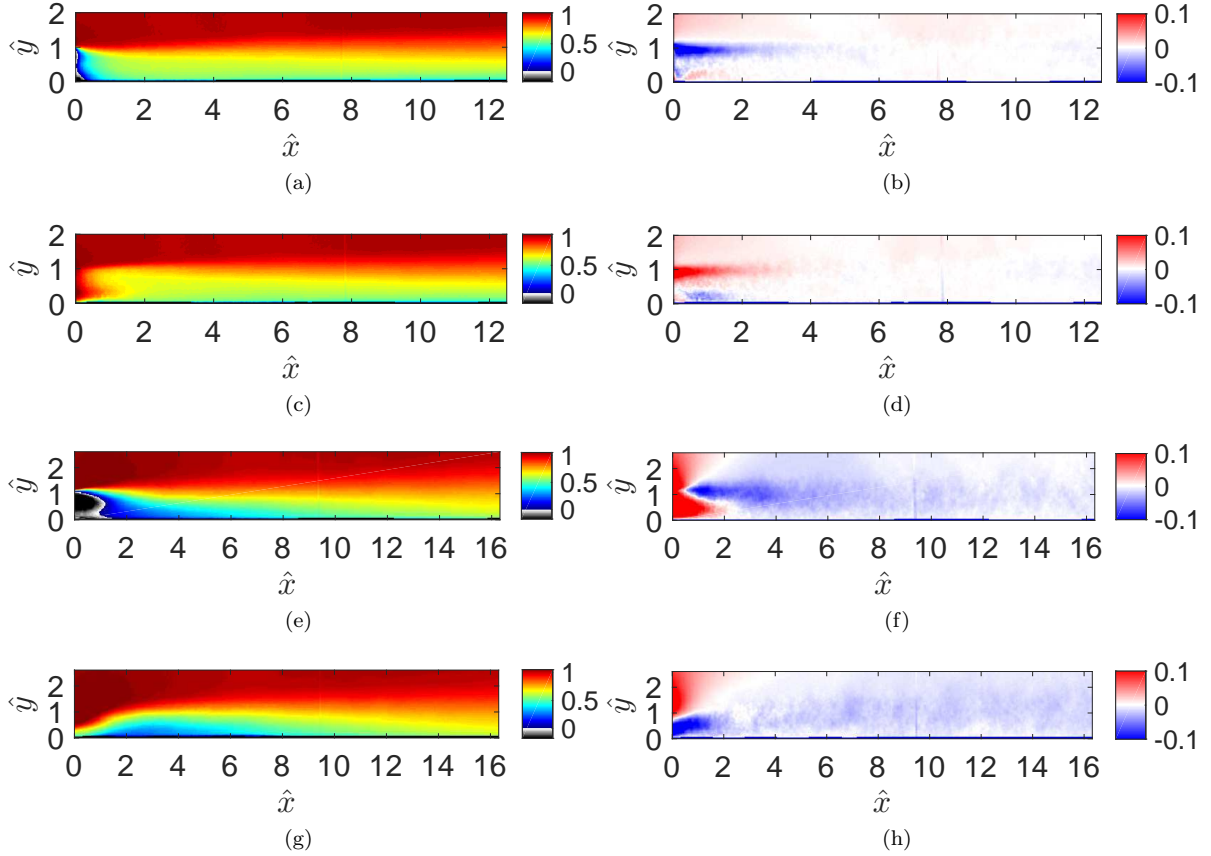 2 1 0 ŷ 1 0.5 0 2 1 0 ŷ 0.1 0 -0.1
0 2 4 6 8 10 12 0 2 4 6 8 10 12
x̂ x̂
(a) (b)
2 1 0 ŷ 1 0.5 0 2 1 0 ŷ 0.1 0 -0.1
0 2 4 6 8 10 12 0 2 4 6 8 10 12
x̂ x̂
(c) (d)
2 1 0 ŷ 1 0.5 0 2 1 0 ŷ 0.1 0 -0.1
0 2 4 6 8 10 12 14 16 0 2 4 6 8 10 12 14 16
x̂ x̂
(e) (f)
2 1 0 ŷ 1 0.5 0 2 1 0 ŷ 0.1 0 -0.1
0 2 4 6 8 10 12 14 16 0 2 4 6 8 10 12 14 16
x̂ x̂
(g) (h)